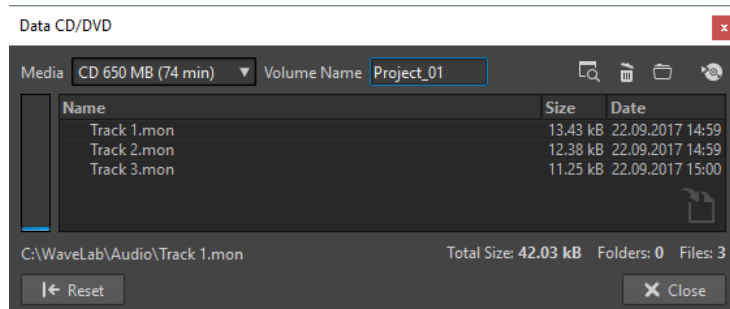 Data CD/DVD
x
Media CD 650 MB (74 min) Volume Name Project_01
Name Size Date
Track 1.mon 13.43 kB 22.09.2017 14:59
Track 2.mon 12.38 kB 22.09.2017 14:59
Track 3.mon 11.25 kB 22.09.2017 15:00
C:\WaveLab\Audio\Track 1.mon Total Size: 42.03 kB Folders: 0 Files: 3
Reset Close